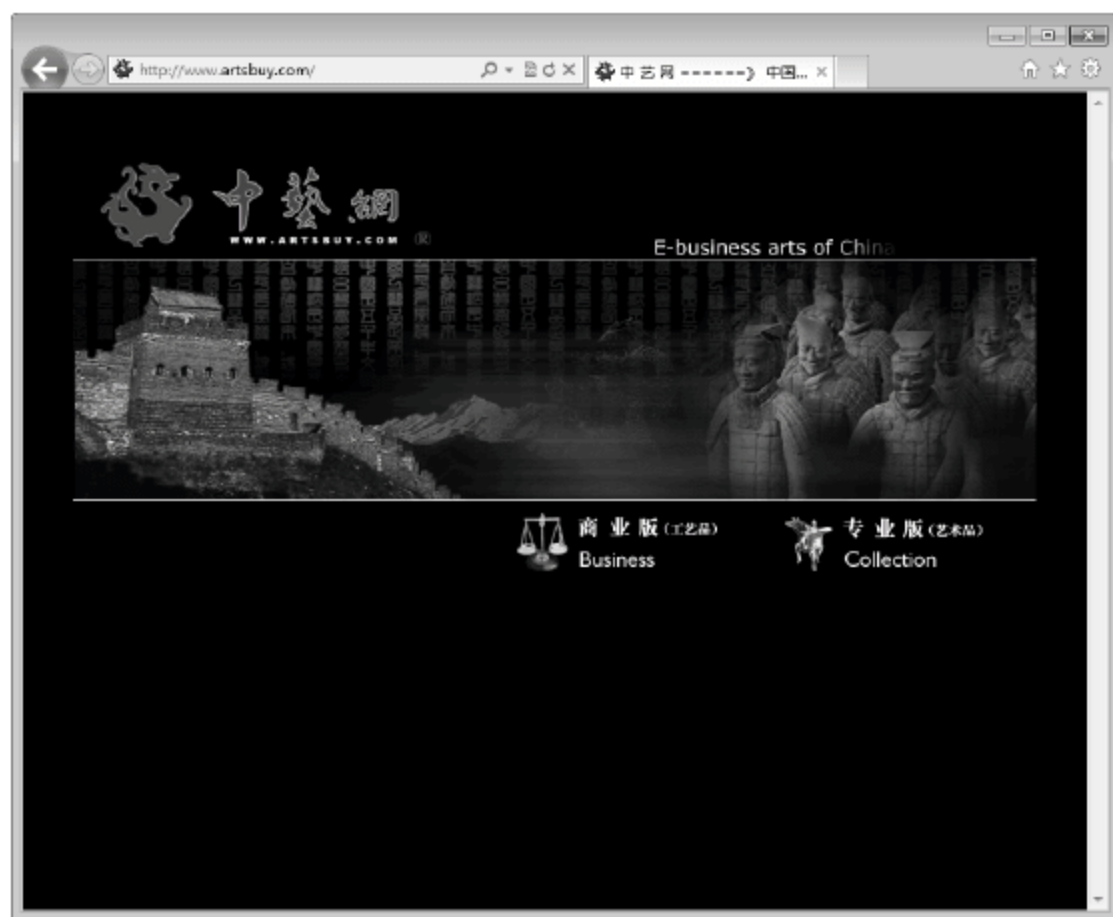 http://www.artsbuy.com/
中艺网 ------》 中国...
中藝網
WWW.ARTSBUY.COM ®
E-business arts of China
商业版(工艺品)
Business
专业版(艺术品)
Collection